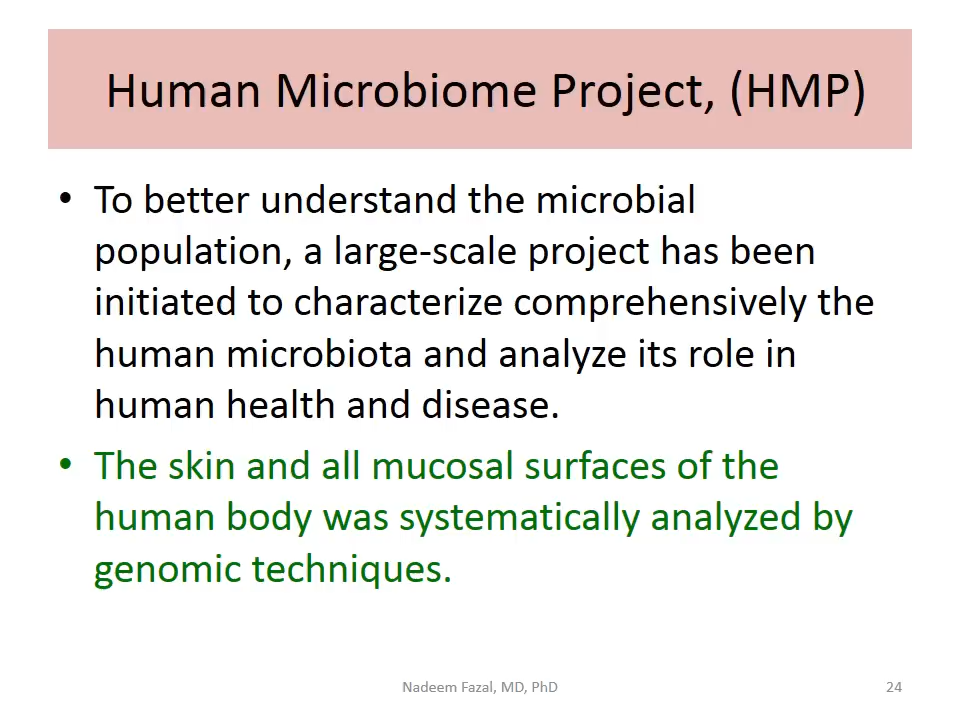 Human Microbiome Project, (HMP)
• To better understand the microbial
population, a large-scale project has been
initiated to characterize comprehensively the
human microbiota and analyze its role in
human health and disease.
• The skin and all mucosal surfaces of the
human body was systematically analyzed by
genomic techniques.
Nadeem Fazal, MD, PhD
24